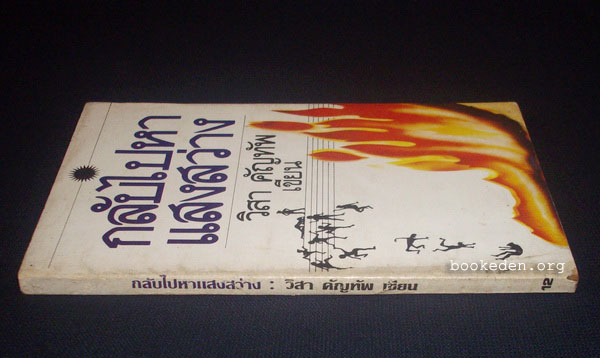 กลับไปหา
แสงสว่าง
วิสา คัญทัพ
เขียน
bookeden.org
กลับไปหาแสงสว่าง : วิสา คัญทัพ เขียน
12